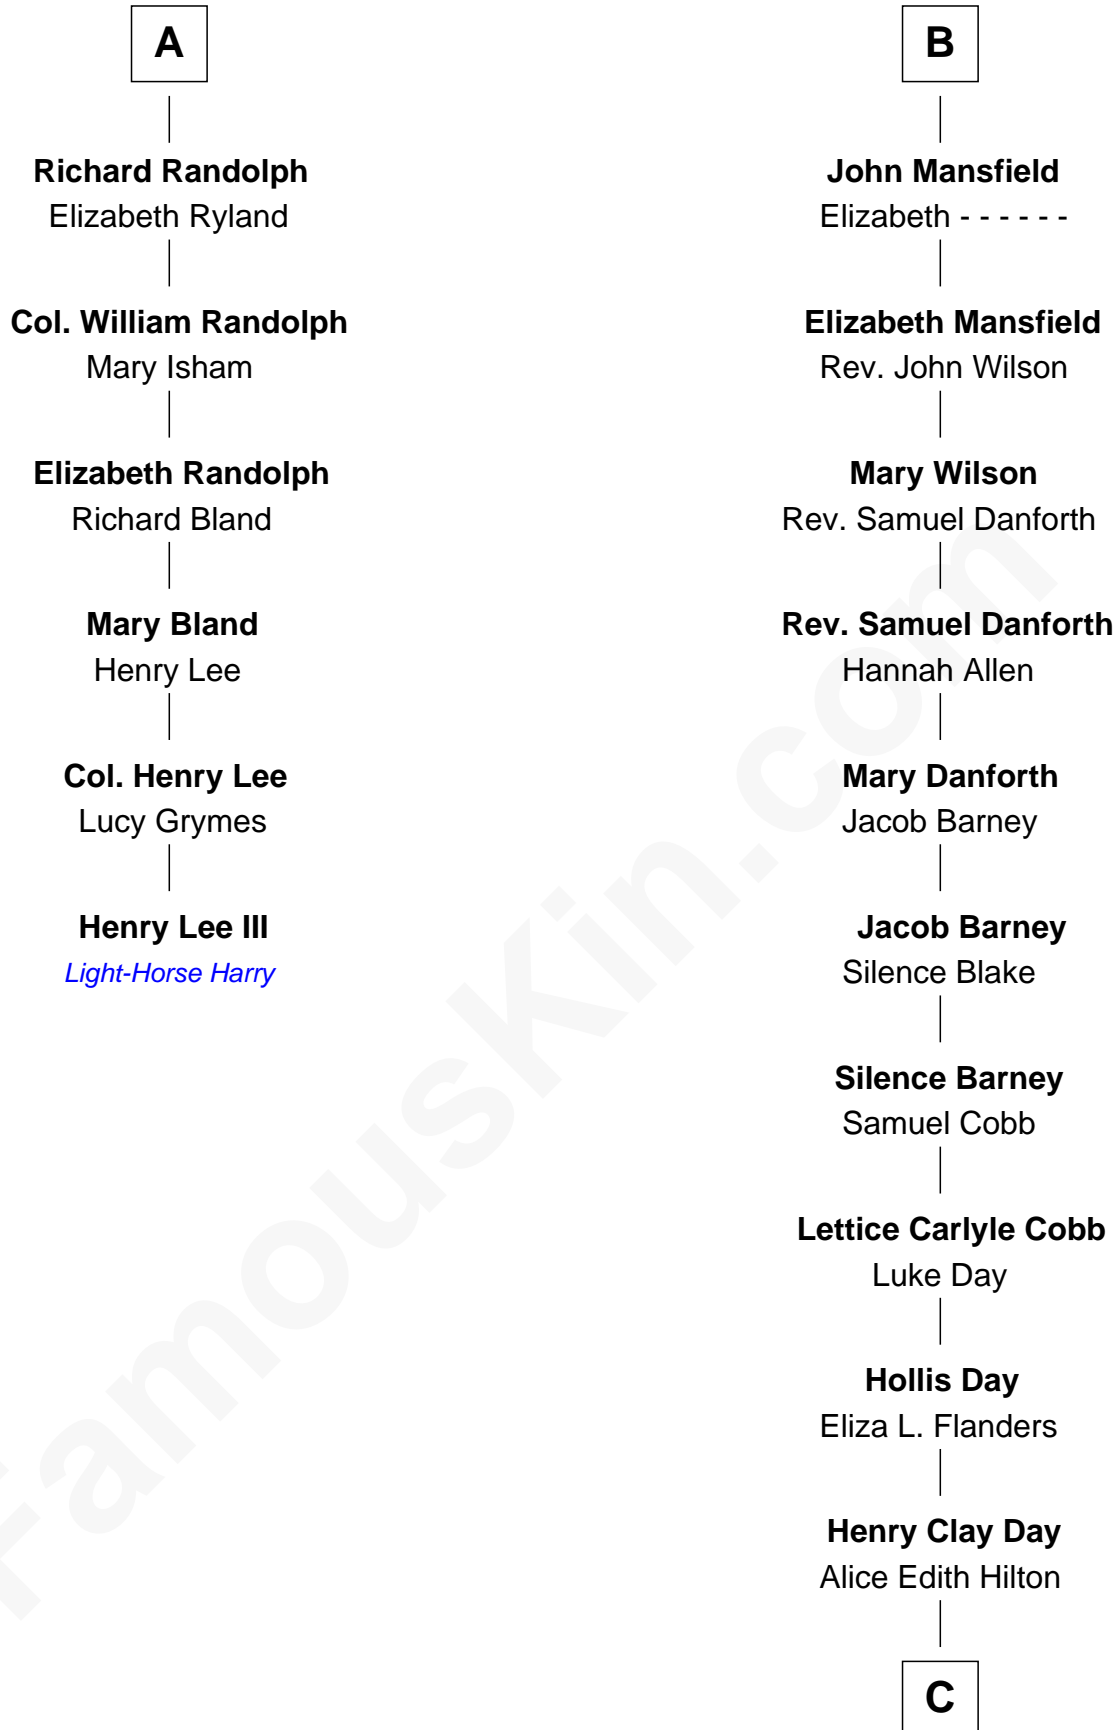 A
Richard Randolph
Elizabeth Ryland
Col. William Randolph
Mary Isham
Elizabeth Randolph
Richard Bland
Mary Bland
Henry Lee
Col. Henry Lee
Lucy Grymes
Henry Lee III
Light-Horse Harry
B
John Mansfield
Elizabeth - - - - - -
Elizabeth Mansfield
Rev. John Wilson
Mary Wilson
Rev. Samuel Danforth
Rev. Samuel Danforth
Hannah Allen
Mary Danforth
Jacob Barney
Jacob Barney
Silence Blake
Silence Barney
Samuel Cobb
Lettice Carlyle Cobb
Luke Day
Hollis Day
Eliza L. Flanders
Henry Clay Day
Alice Edith Hilton
C
FamousKin.com